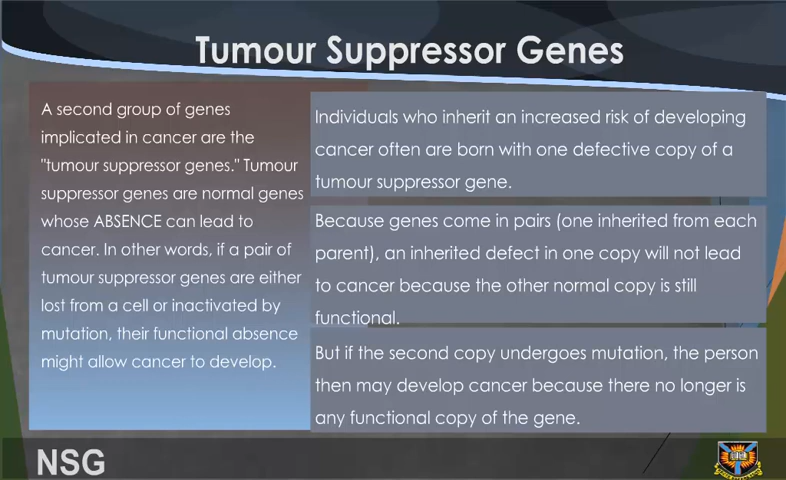 Tumour Suppressor Genes
A second group of genes
implicated in cancer are the
"tumour suppressor genes." Tumour
suppressor genes are normal genes
whose ABSENCE can lead to
cancer. In other words, if a pair of
tumour suppressor genes are either
lost from a cell or inactivated by
mutation, their functional absence
might allow cancer to develop.
Individuals who inherit an increased risk of developing
cancer often are born with one defective copy of a
tumour suppressor gene.
Because genes come in pairs (one inherited from each
parent), an inherited defect in one copy will not lead
to cancer because the other normal copy is still
functional.
But if the second copy undergoes mutation, the person
then may develop cancer because there no longer is
any functional copy of the gene.
NSG